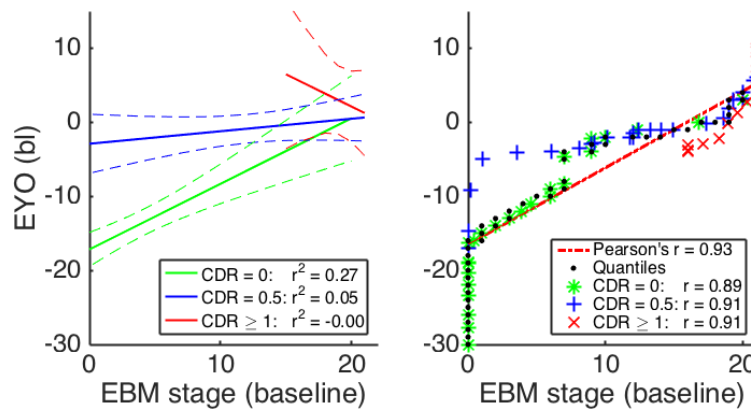 EYO (bl)
10
0
-10
-20
-30
0
10
20
EBM stage (baseline)
CDR = 0: r² = 0.27
CDR = 0.5: r² = 0.05
CDR ≥ 1: r² = -0.00
10
0
-10
-20
-30
0
10
20
EBM stage (baseline)
Pearson's r = 0.93
Quantiles
CDR = 0: r = 0.89
CDR = 0.5: r = 0.91
CDR ≥ 1: r = 0.91